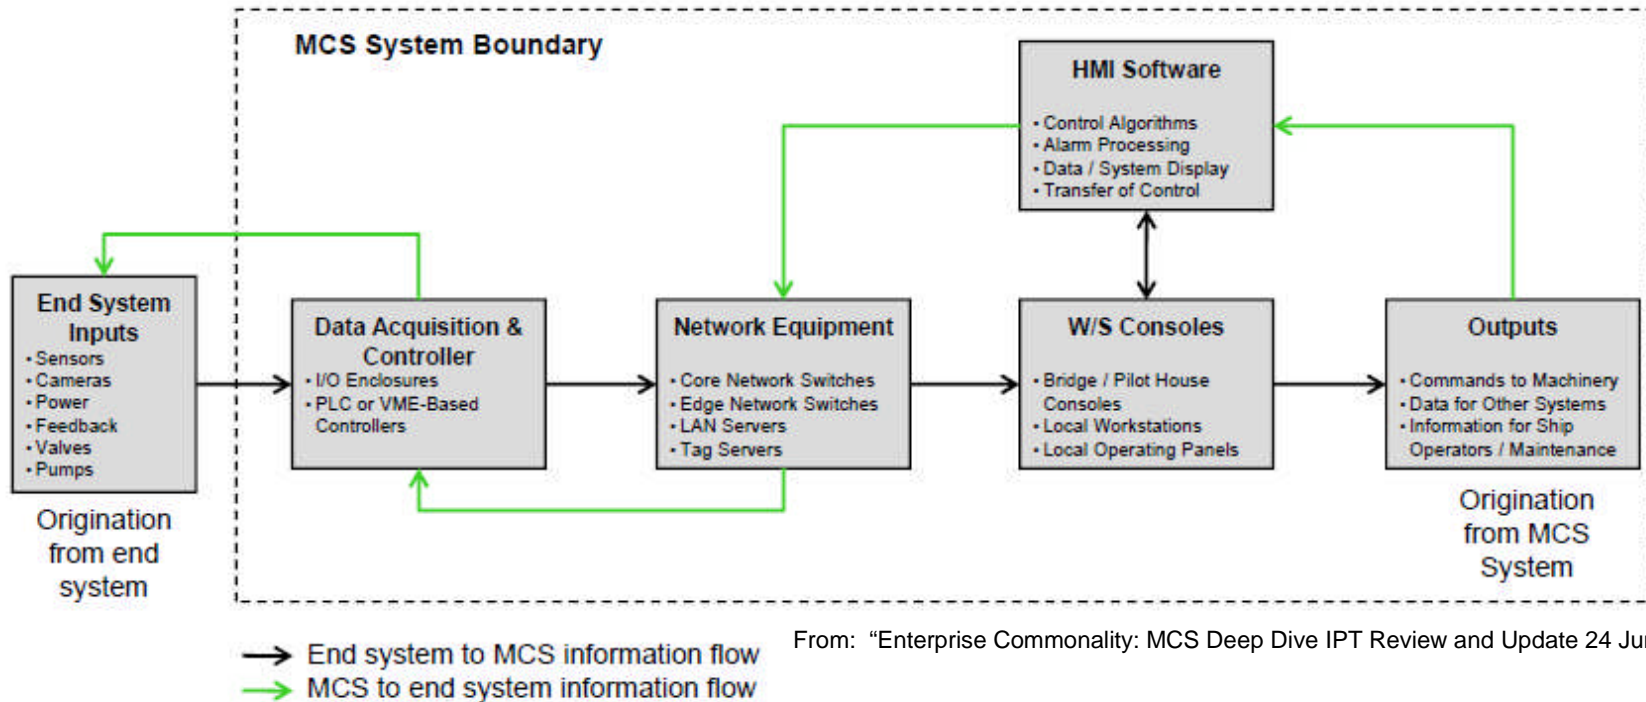 MCS System Boundary
HMI Software
• Control Algorithms
• Alarm Processing
• Data / System Display
• Transfer of Control
End System
Inputs
• Sensors
• Cameras
• Power
• Feedback
• Valves
• Pumps
Origination
from end
system
Data Acquisition &
Controller
• I/O Enclosures
• PLC or VME-Based
Controllers
Network Equipment
• Core Network Switches
• Edge Network Switches
• LAN Servers
• Tag Servers
W/S Consoles
• Bridge / Pilot House
Consoles
• Local Workstations
• Local Operating Panels
Outputs
• Commands to Machinery
• Data for Other Systems
• Information for Ship
Operators / Maintenance
Origination
from MCS
System
End system to MCS information flow
MCS to end system information flow
From: “Enterprise Commonality: MCS Deep Dive IPT Review and Update 24